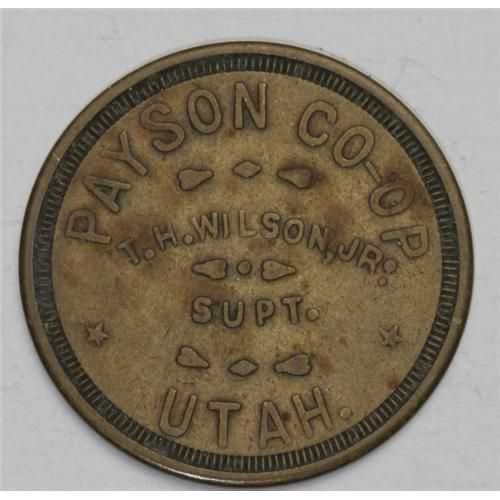 PAYSON CO-OP
T.H. WILSON, JR.
SUPT.
UTAH.